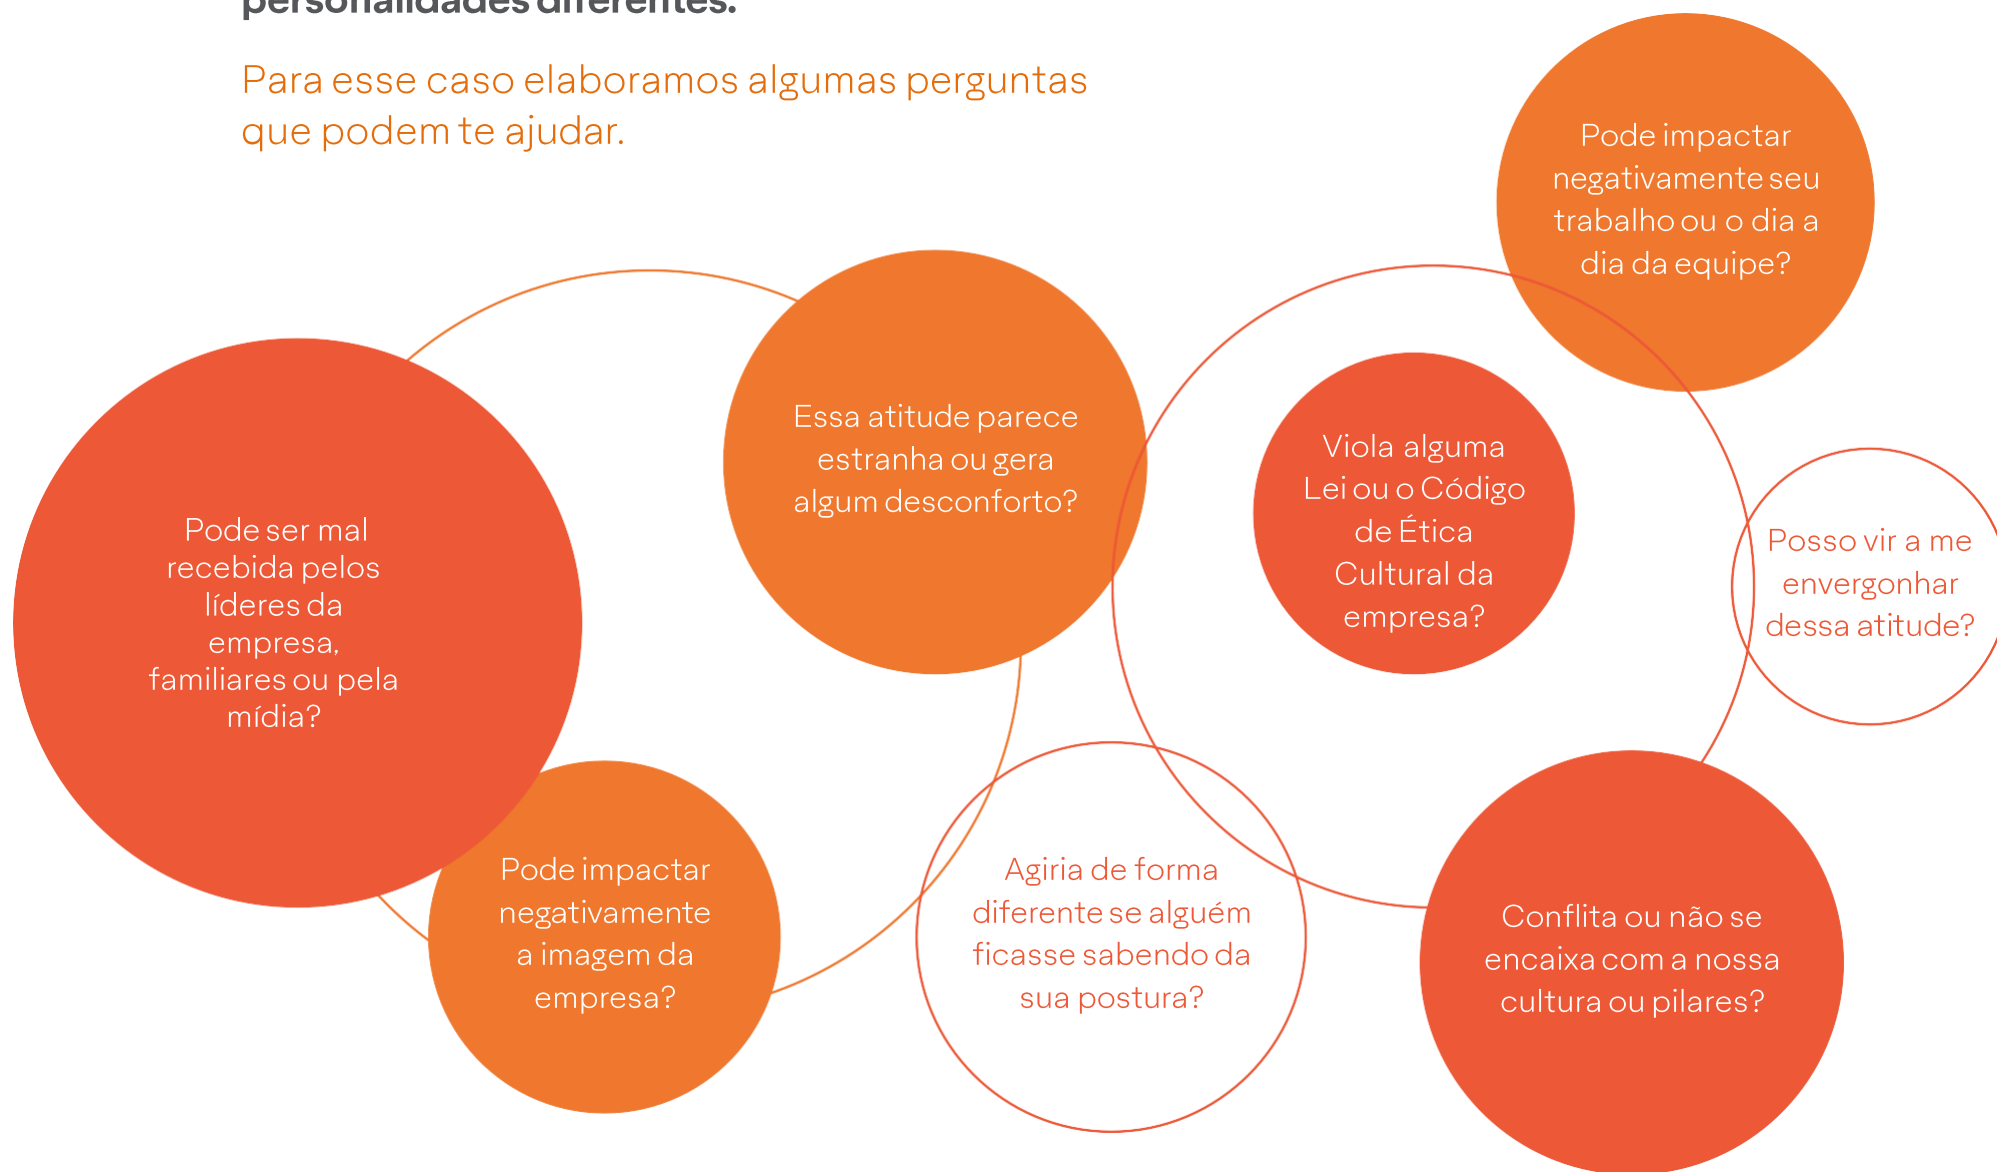 personalidades diferentes.
Para esse caso elaboramos algumas perguntas
que podem te ajudar.
Pode ser mal
recebida pelos
líderes da
empresa,
familiares ou pela
mídia?
Pode impactar
negativamente
a imagem da
empresa?
Essa atitude parece
estranha ou gera
algum desconforto?
Agiria de forma
diferente se alguém
ficasse sabendo da
sua postura?
Viola alguma
Lei ou o Código
de Ética
Cultural da
empresa?
Pode impactar
negativamente seu
trabalho ou o dia a
dia da equipe?
Posso vir a me
envergonhar
dessa atitude?
Conflita ou não se
encaixa com a nossa
cultura ou pilares?